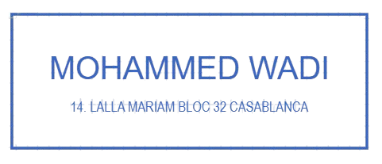 MOHAMMED WADI
14. LALLA MARIAM BLOC 32 CASABLANCA